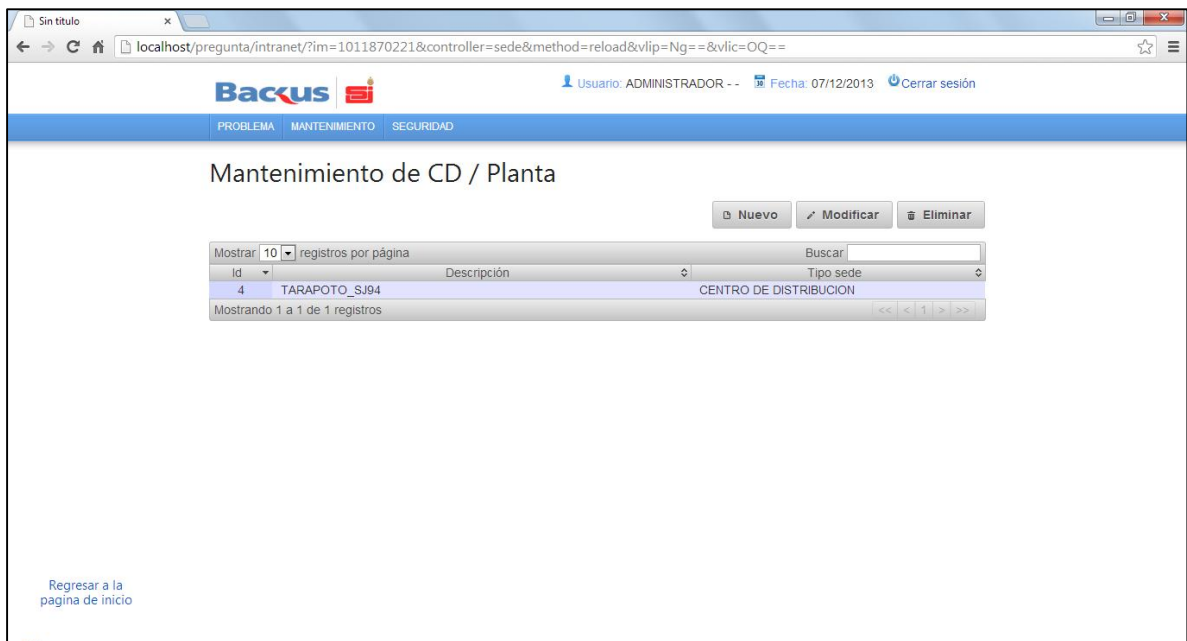 Sin titulo
localhost/pregunta/intranet/?im=1011870221&controller=sede&method=reload&vlip=Ng==&vlic=OQ==
Backus si
Usuario: ADMINISTRADOR - - 30 Fecha: 07/12/2013 Cerrar sesión
PROBLEMA MANTENIMIENTO SEGURIDAD
Mantenimiento de CD / Planta
Nuevo Modificar Eliminar
Mostrar 10 registros por página Buscar
Id Descripción Tipo sede
4 TARAPOTO_SJ94 CENTRO DE DISTRIBUCION
Mostrando 1 a 1 de 1 registros << < 1 > >>
Regresar a la
pagina de inicio